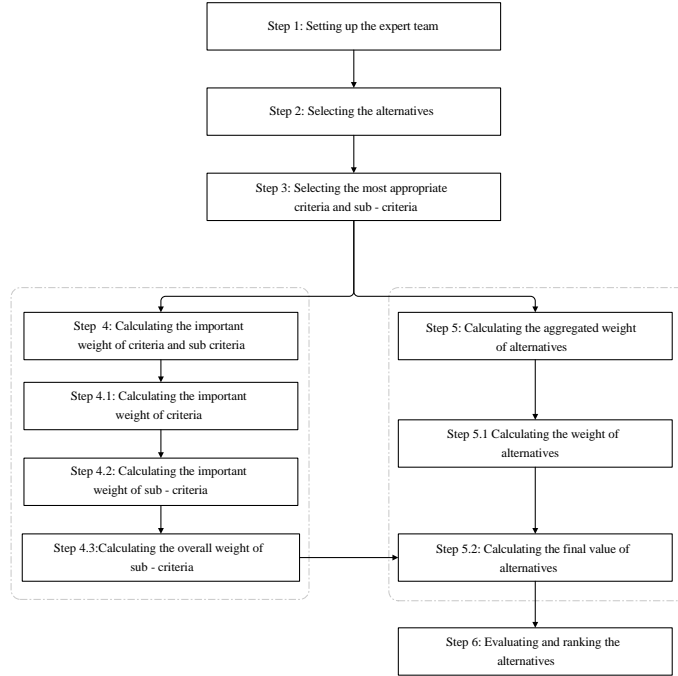 Step 1: Setting up the expert team
Step 2: Selecting the alternatives
Step 3: Selecting the most appropriate
criteria and sub - criteria
Step 4: Calculating the important
weight of criteria and sub criteria
Step 4.1: Calculating the important
weight of criteria
Step 4.2: Calculating the important
weight of sub - criteria
Step 4.3:Calculating the overall weight of
sub - criteria
Step 5: Calculating the aggregated weight
of alternatives
Step 5.1 Calculating the weight of
alternatives
Step 5.2: Calculating the final value of
alternatives
Step 6: Evaluating and ranking the
alternatives